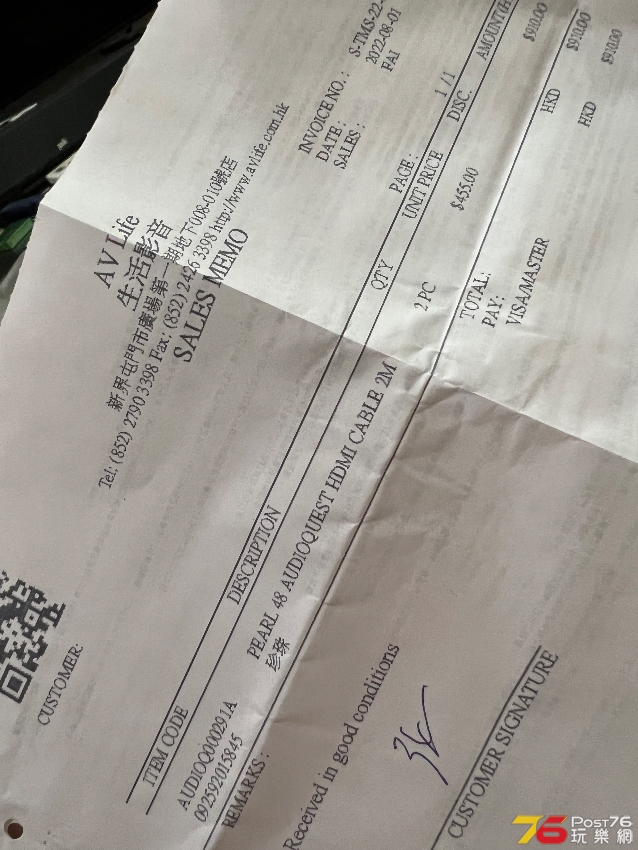 AV Life
生活影音
新界屯門市廣場第一期地下008-010號店
Tel: (852) 2790 3398 Fax: (852) 2426 3398 http://www.avlife.com.hk
SALES MEMO
CUSTOMER:
INVOICE NO.: S-TMS-22-
DATE: 2022-08-01
SALES: FAI
PAGE: 1 / 1
ITEM CODE DESCRIPTION QTY UNIT PRICE DISC. AMOUNT(H
AUDIOQ000291A PEARL 48 AUDIOQUEST HDMI CABLE 2M 2 PC $455.00 $910.00
092592015845 珍珠
REMARKS: TOTAL: HKD $910.00
PAY:
VISA/MASTER HKD $910.00
Received in good conditions
CUSTOMER SIGNATURE
76 Post76
玩樂網